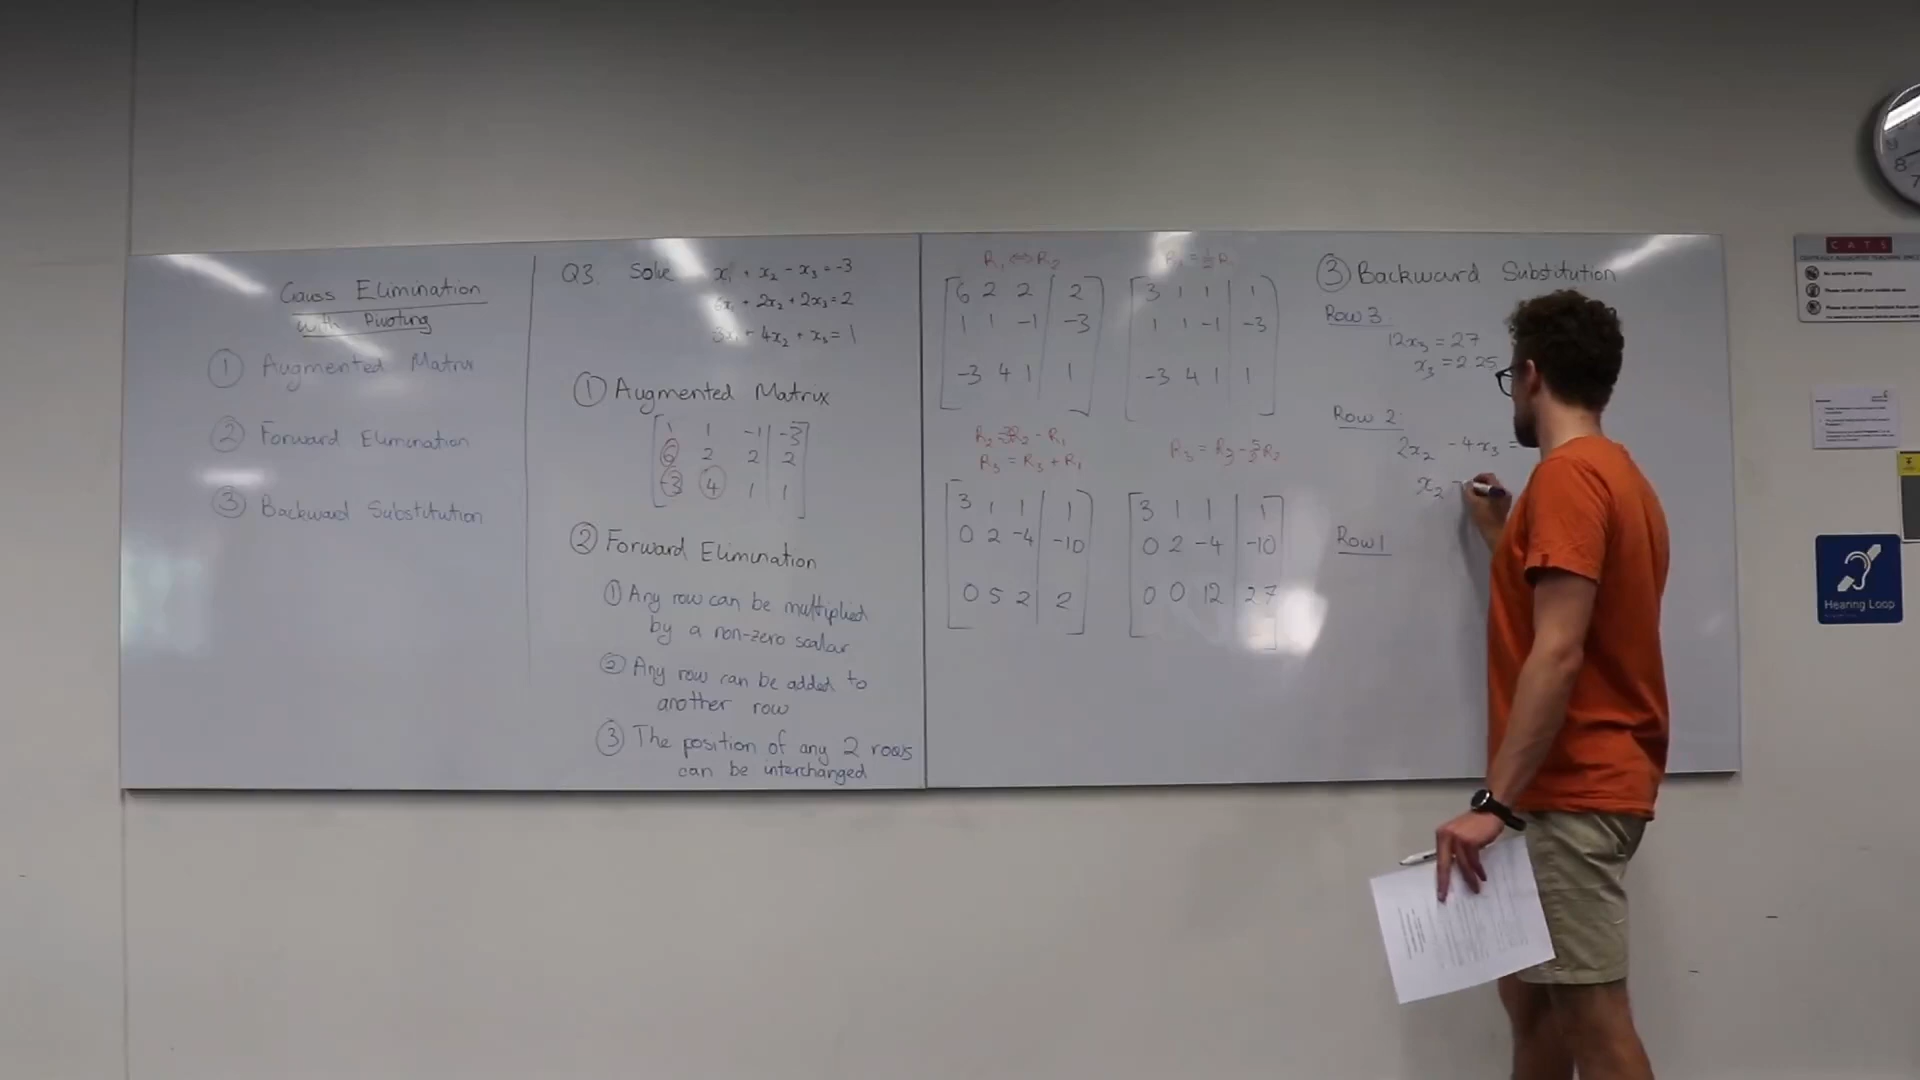 Gauss Elimination
with Pivoting
① Augmented Matrix
② Forward Elimination
③ Backward Substitution
Q3. Solve x₁ + x₂ - x₃ = -3
6x₁ + 2x₂ + 2x₃ = 2
3x₁ + 4x₂ + x₃ = 1
① Augmented Matrix
1 1 -1 | -3
6 2 2 | 2
-3 4 1 | 1
② Forward Elimination
① Any row can be multiplied
by a non-zero scalar
② Any row can be added to
another row
③ The position of any 2 rows
can be interchanged
R₁ ⇔ R₂
6 2 2 | 2
1 1 -1 | -3
-3 4 1 | 1
3 1 1 | 1
1 1 -1 | -3
-3 4 1 | 1
R₂ = 3R₂ - R₁
R₃ = R₃ + R₁
3 1 1 | 1
0 2 -4 | -10
0 5 2 | 2
R₃ = R₃ - 5/2 R₂
3 1 1 | 1
0 2 -4 | -10
0 0 12 | 27
③ Backward Substitution
Row 3
12x₃ = 27
x₃ = 2.25
Row 2:
2x₂ - 4x₃ =
x₂
Row 1
9
8
7
CATS
Hearing Loop